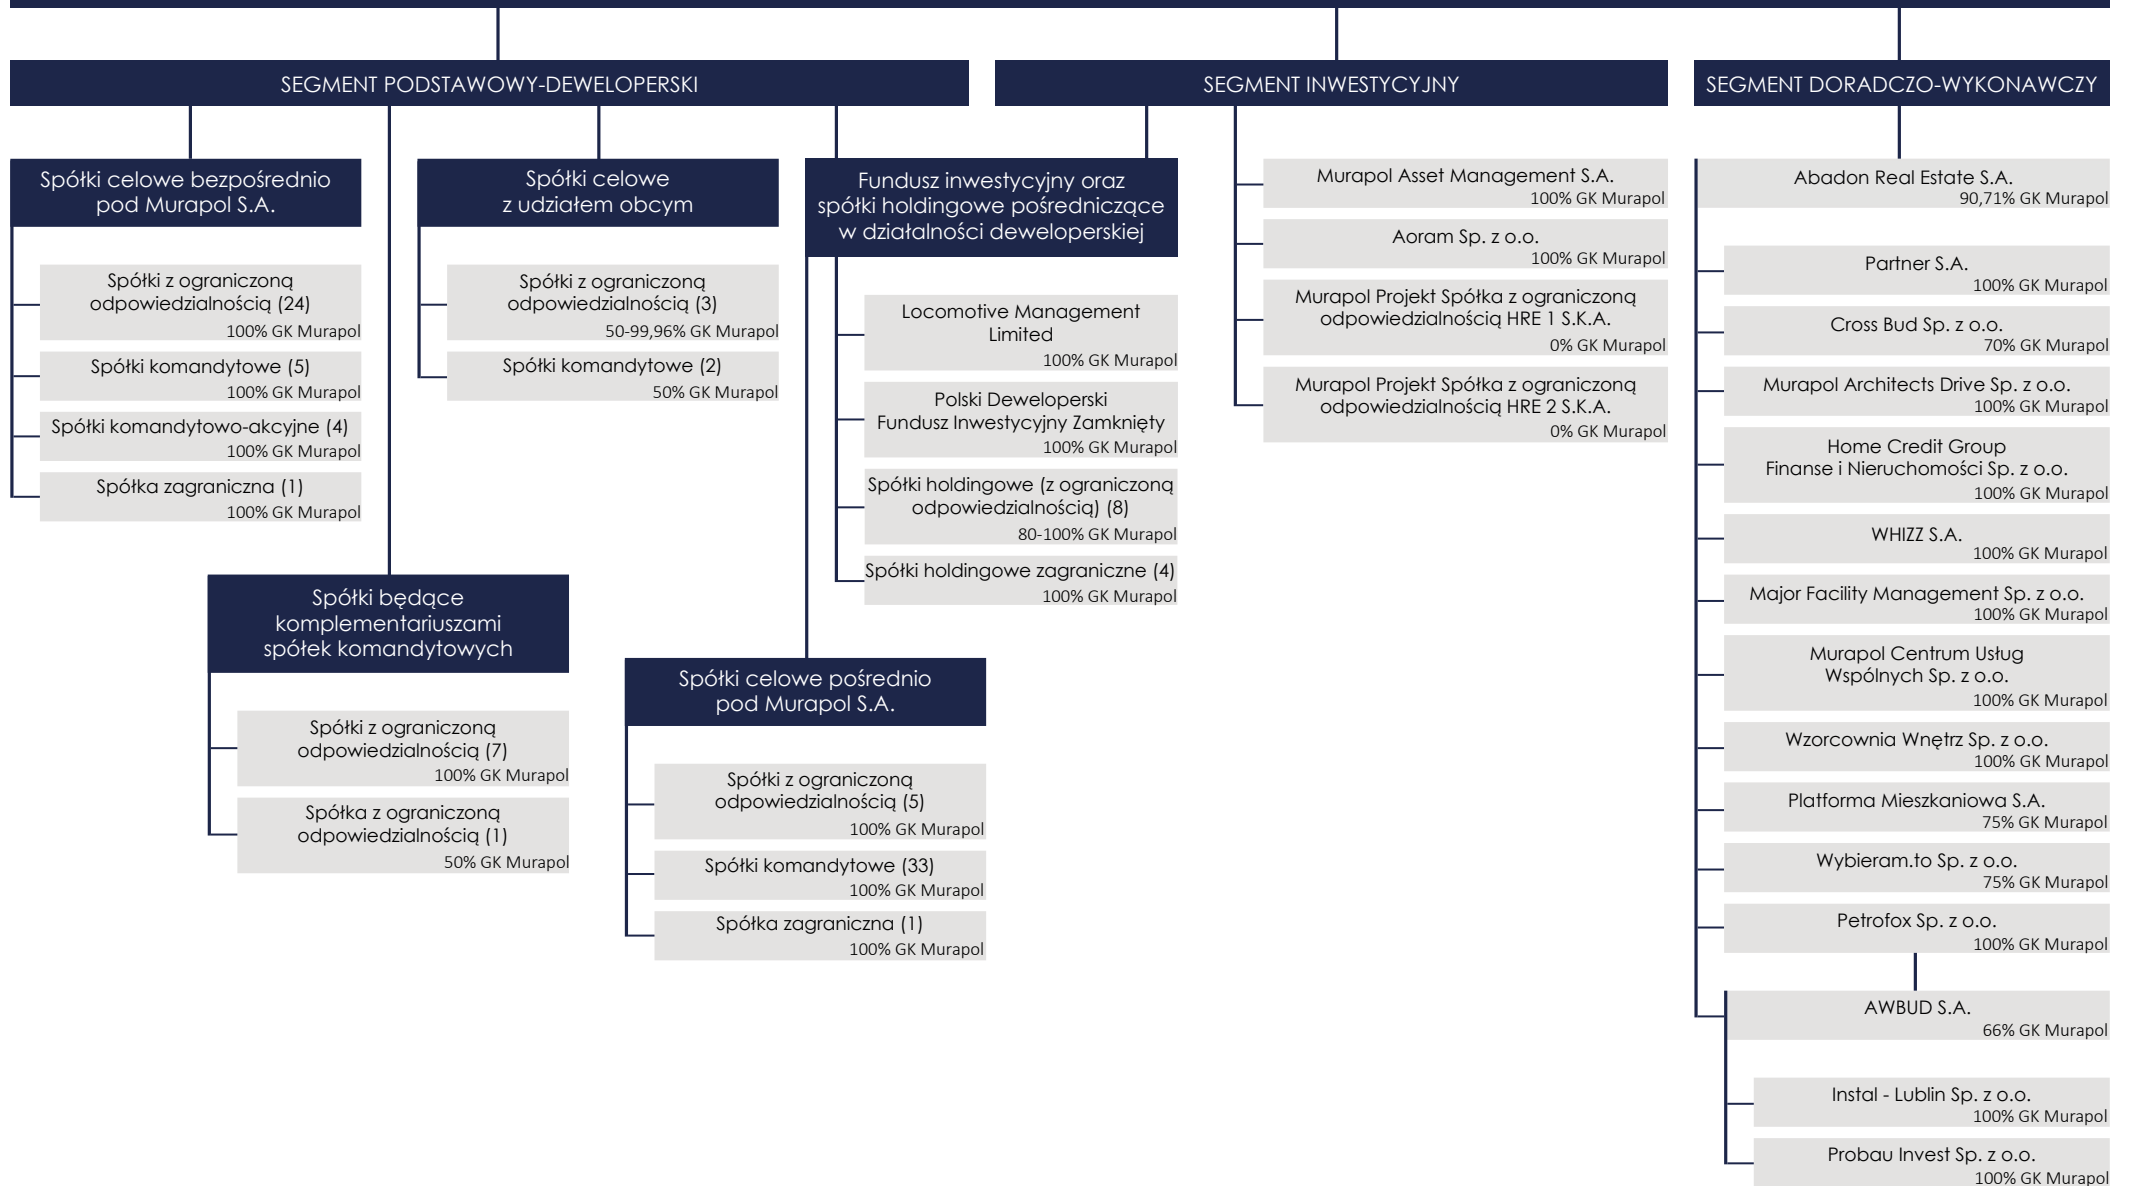 SEGMENT PODSTAWOWY-DEWELOPERSKI
Spółki celowe bezpośrednio
pod Murapol S.A.
Spółki z ograniczoną
odpowiedzialnością (24)
100% GK Murapol
Spółki komandytowe (5)
100% GK Murapol
Spółki komandytowo-akcyjne (4)
100% GK Murapol
Spółka zagraniczna (1)
100% GK Murapol
Spółki będące
komplementariuszami
spółek komandytowych
Spółki z ograniczoną
odpowiedzialnością (7)
100% GK Murapol
Spółka z ograniczoną
odpowiedzialnością (1)
50% GK Murapol
Spółki celowe
z udziałem obcym
Spółki z ograniczoną
odpowiedzialnością (3)
50-99,96% GK Murapol
Spółki komandytowe (2)
50% GK Murapol
Fundusz inwestycyjny oraz
spółki holdingowe pośredniczące
w działalności deweloperskiej
Locomotive Management
Limited
100% GK Murapol
Polski Deweloperski
Fundusz Inwestycyjny Zamknięty
100% GK Murapol
Spółki holdingowe (z ograniczoną
odpowiedzialnością) (8)
80-100% GK Murapol
Spółki holdingowe zagraniczne (4)
100% GK Murapol
Spółki celowe pośrednio
pod Murapol S.A.
Spółki z ograniczoną
odpowiedzialnością (5)
100% GK Murapol
Spółki komandytowe (33)
100% GK Murapol
Spółka zagraniczna (1)
100% GK Murapol
SEGMENT INWESTYCYJNY
Murapol Asset Management S.A.
100% GK Murapol
Aoram Sp. z o.o.
100% GK Murapol
Murapol Projekt Spółka z ograniczoną
odpowiedzialnością HRE 1 S.K.A.
0% GK Murapol
Murapol Projekt Spółka z ograniczoną
odpowiedzialnością HRE 2 S.K.A.
0% GK Murapol
SEGMENT DORADCZO-WYKONAWCZY
Abadon Real Estate S.A.
90,71% GK Murapol
Partner S.A.
100% GK Murapol
Cross Bud Sp. z o.o.
70% GK Murapol
Murapol Architects Drive Sp. z o.o.
100% GK Murapol
Home Credit Group
Finanse i Nieruchomości Sp. z o.o.
100% GK Murapol
WHIZZ S.A.
100% GK Murapol
Major Facility Management Sp. z o.o.
100% GK Murapol
Murapol Centrum Usług
Wspólnych Sp. z o.o.
100% GK Murapol
Wzorcownia Wnętrz Sp. z o.o.
100% GK Murapol
Platforma Mieszkaniowa S.A.
75% GK Murapol
Wybieram.to Sp. z o.o.
75% GK Murapol
Petrofox Sp. z o.o.
100% GK Murapol
AWBUD S.A.
66% GK Murapol
Instal - Lublin Sp. z o.o.
100% GK Murapol
Probau Invest Sp. z o.o.
100% GK Murapol